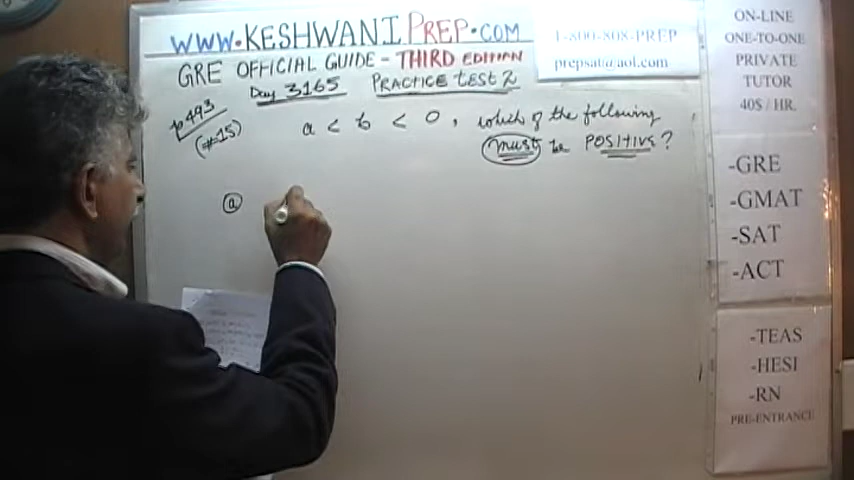 www.KESHWANIPREP.COM
GRE OFFICIAL GUIDE - THIRD EDITION
Day 3165 PRACTICE TEST 2
p493
(#15)
a < b < 0, which of the following
must be POSITIVE?
a
1-800-808-PREP
prepsat@aol.com
ON-LINE
ONE-TO-ONE
PRIVATE
TUTOR
40$ / HR.
-GRE
-GMAT
-SAT
-ACT
-TEAS
-HESI
-RN
PRE-ENTRANCE